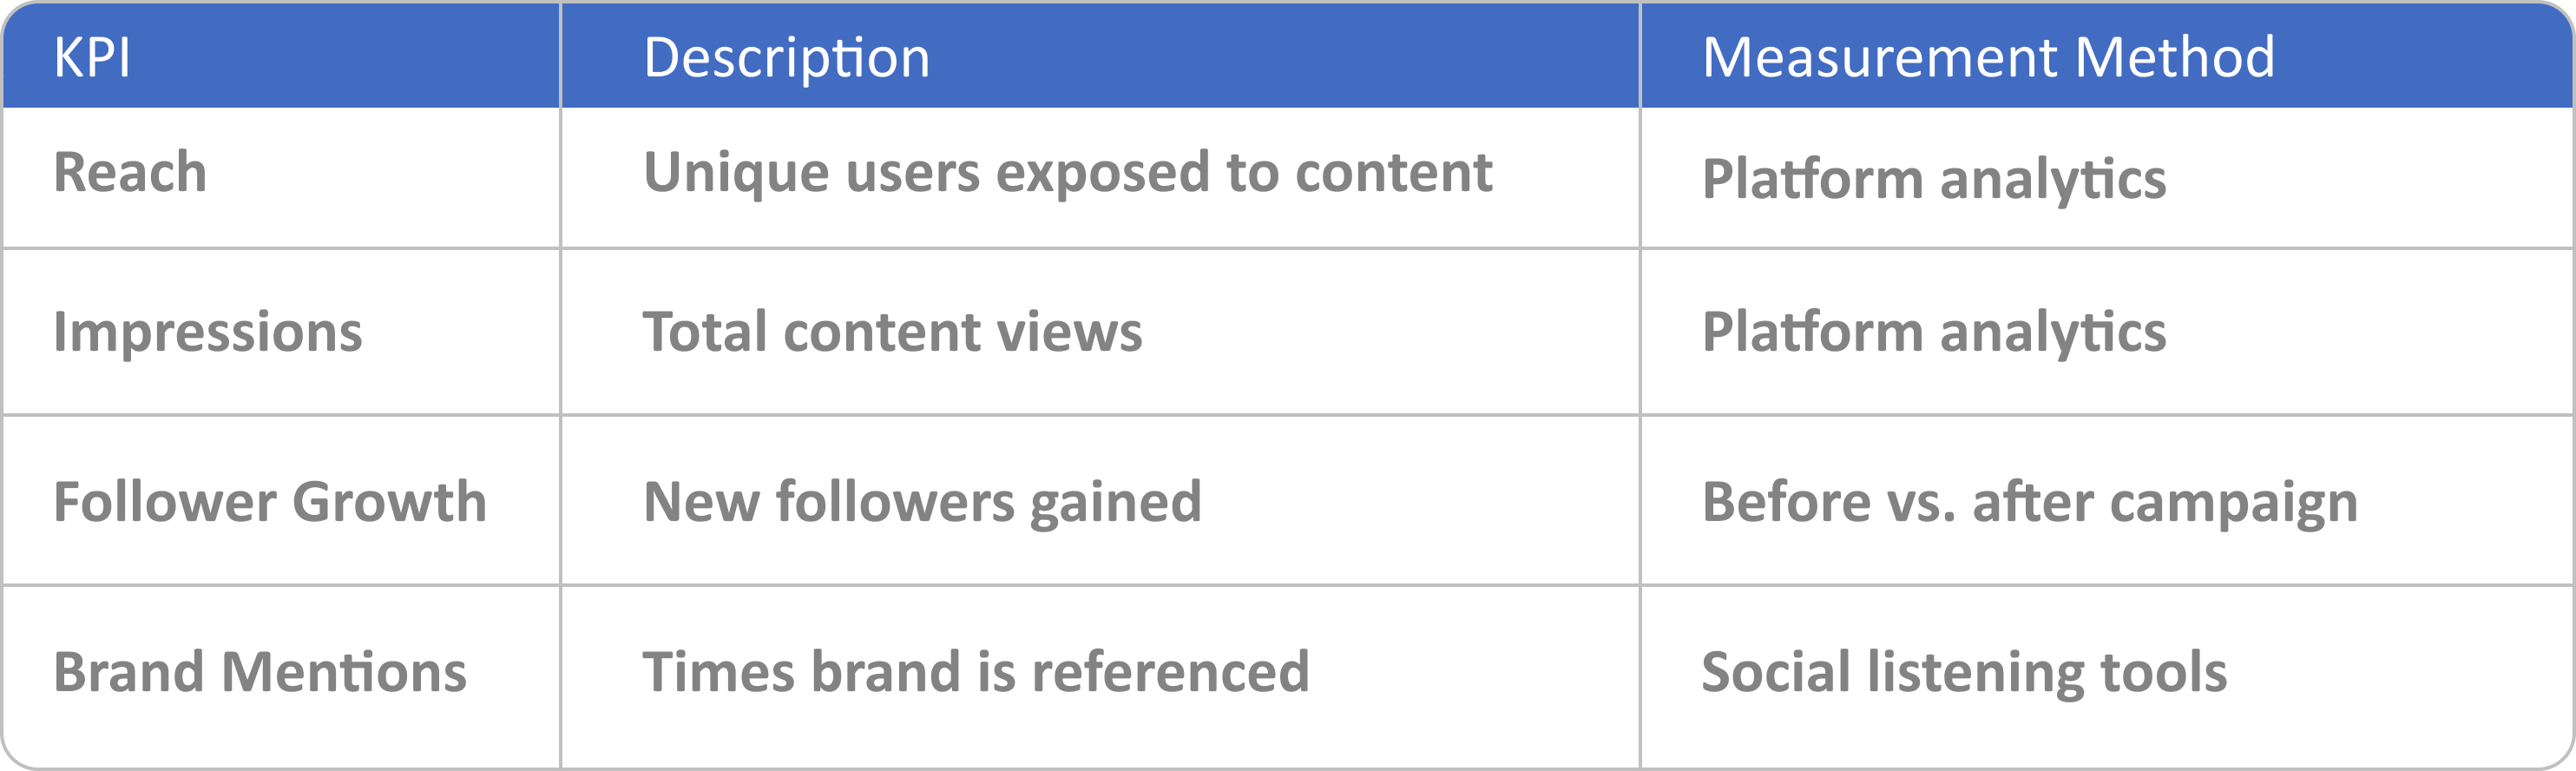 KPI Description Measurement Method
Reach Unique users exposed to content Platform analytics
Impressions Total content views Platform analytics
Follower Growth New followers gained Before vs. after campaign
Brand Mentions Times brand is referenced Social listening tools